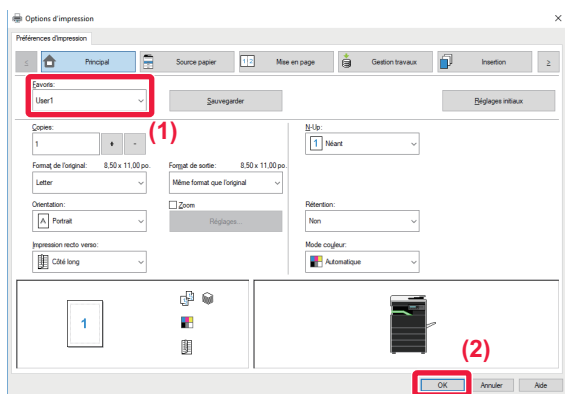 Options d'impression
Préférences d'impression
Principal
Source papier
1 2 Mise en page
Gestion travaux
Insertion
Favoris:
User1
Sauvegarder
Réglages initiaux
(1)
Copies:
1
+ -
N-Up:
1 Néant
Format de l'original: 8,50 x 11,00 po.
Letter
Format de sortie: 8,50 x 11,00 po.
Même format que l'original
Orientation:
A Portrait
Zoom
Réglages...
Rétention:
Non
Impression recto verso:
Côté long
Mode couleur:
Automatique
1
(2)
OK
Annuler
Aide